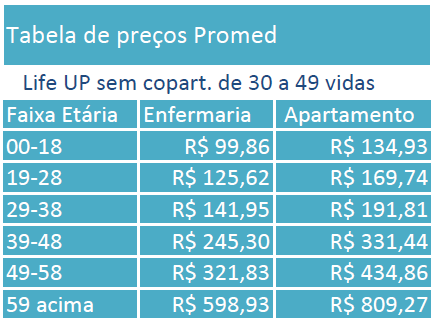 Tabela de preços Promed
Life UP sem copart. de 30 a 49 vidas
Faixa Etária Enfermaria Apartamento
00-18 R$ 99,86 R$ 134,93
19-28 R$ 125,62 R$ 169,74
29-38 R$ 141,95 R$ 191,81
39-48 R$ 245,30 R$ 331,44
49-58 R$ 321,83 R$ 434,86
59 acima R$ 598,93 R$ 809,27